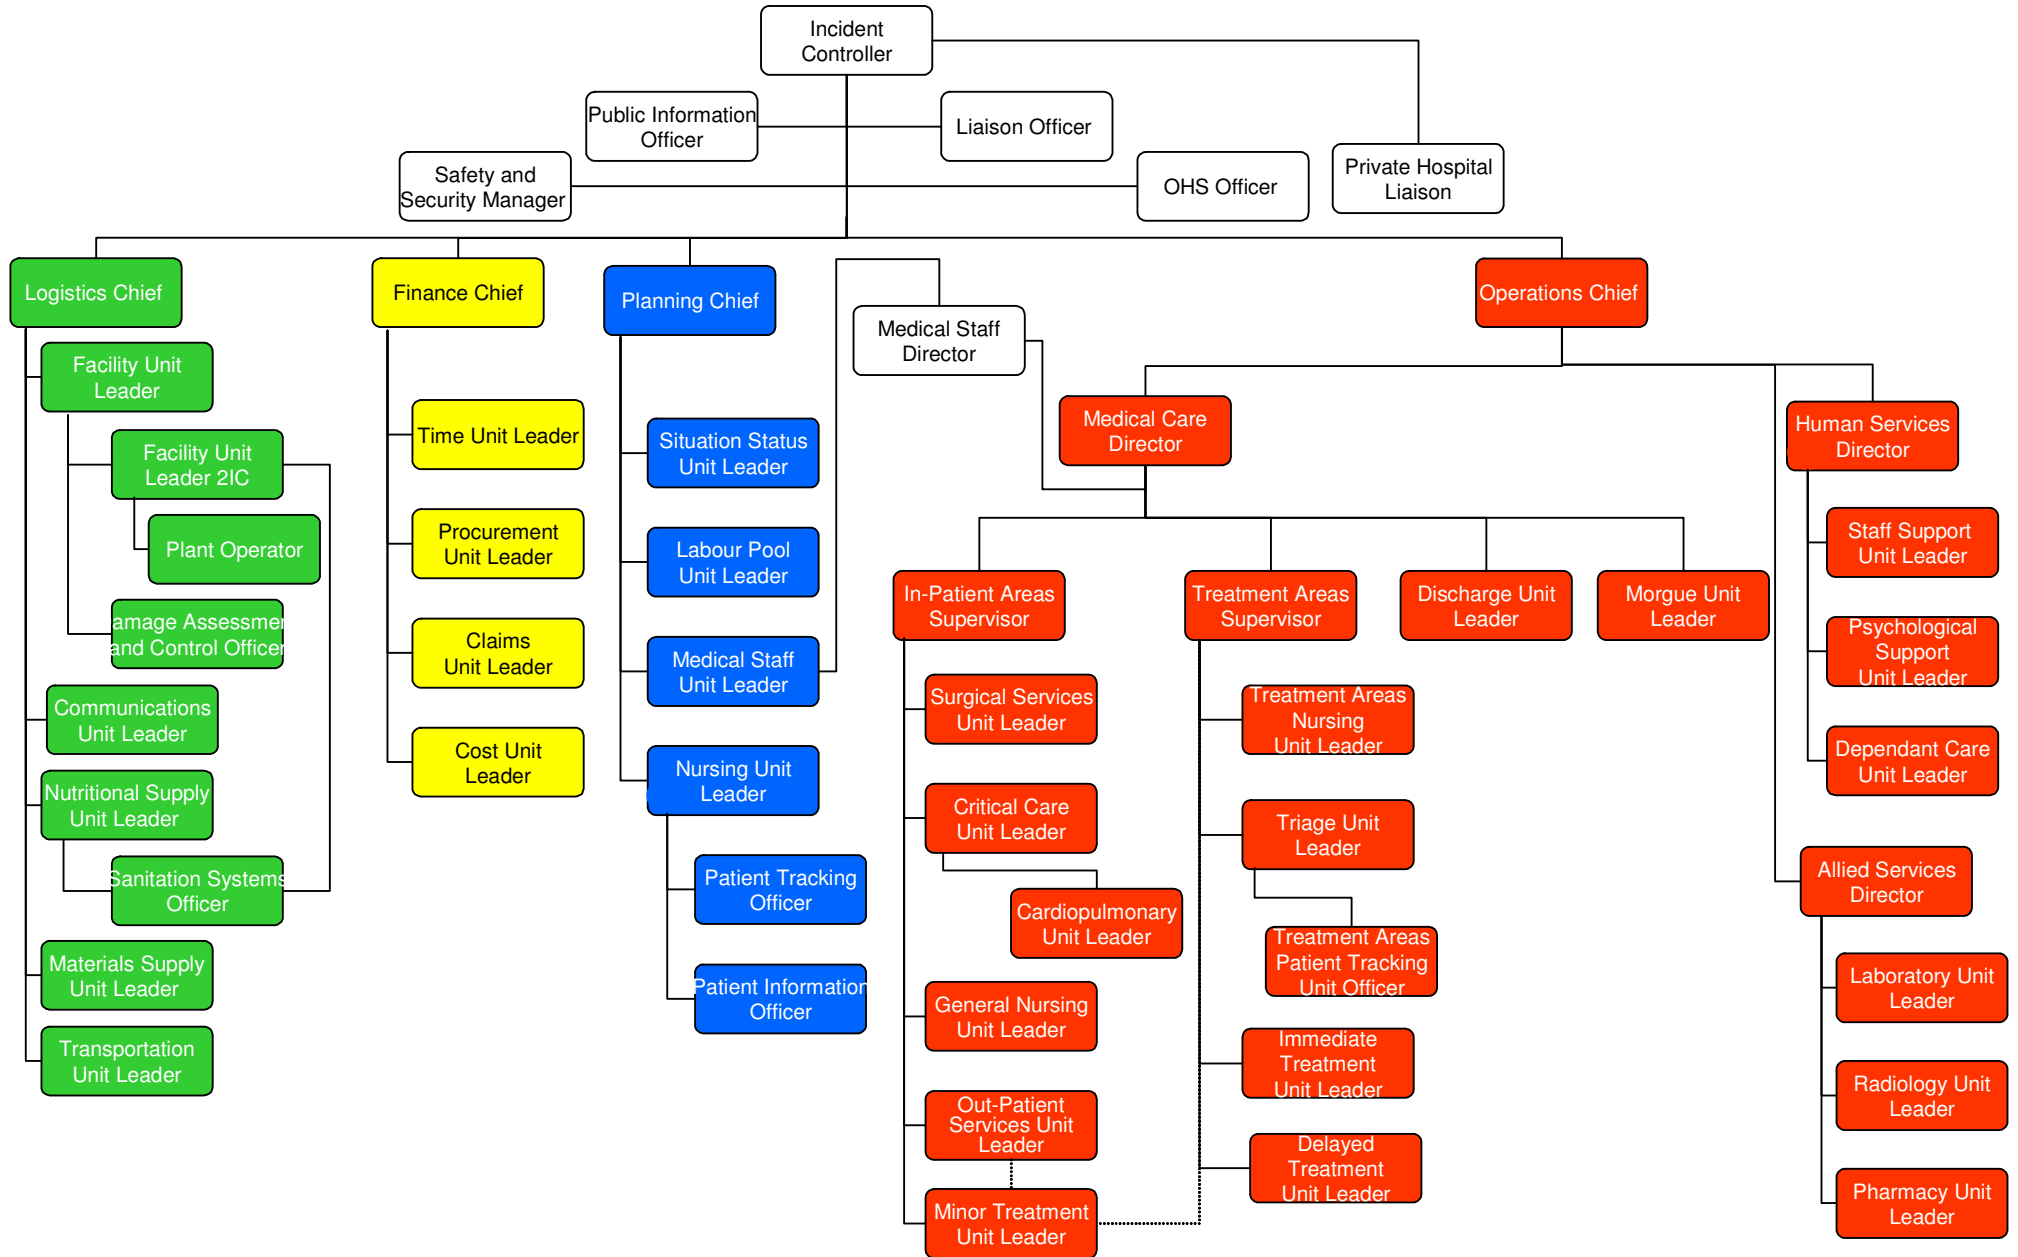 Incident
Controller
Public Information
Officer
Liaison Officer
Safety and
Security Manager
OHS Officer
Private Hospital
Liaison
Logistics Chief
Facility Unit
Leader
Facility Unit
Leader 2IC
Plant Operator
amage Assessmen
and Control Officer
Communications
Unit Leader
Nutritional Supply
Unit Leader
Sanitation Systems
Officer
Materials Supply
Unit Leader
Transportation
Unit Leader
Finance Chief
Time Unit Leader
Procurement
Unit Leader
Claims
Unit Leader
Cost Unit
Leader
Planning Chief
Situation Status
Unit Leader
Labour Pool
Unit Leader
Medical Staff
Unit Leader
Nursing Unit
Leader
Patient Tracking
Officer
Patient Information
Officer
Medical Staff
Director
Operations Chief
Medical Care
Director
In-Patient Areas
Supervisor
Surgical Services
Unit Leader
Critical Care
Unit Leader
Cardiopulmonary
Unit Leader
General Nursing
Unit Leader
Out-Patient
Services Unit
Leader
Minor Treatment
Unit Leader
Treatment Areas
Supervisor
Treatment Areas
Nursing
Unit Leader
Triage Unit
Leader
Treatment Areas
Patient Tracking
Unit Officer
Immediate
Treatment
Unit Leader
Delayed
Treatment
Unit Leader
Discharge Unit
Leader
Morgue Unit
Leader
Human Services
Director
Staff Support
Unit Leader
Psychological
Support
Unit Leader
Dependant Care
Unit Leader
Allied Services
Director
Laboratory Unit
Leader
Radiology Unit
Leader
Pharmacy Unit
Leader